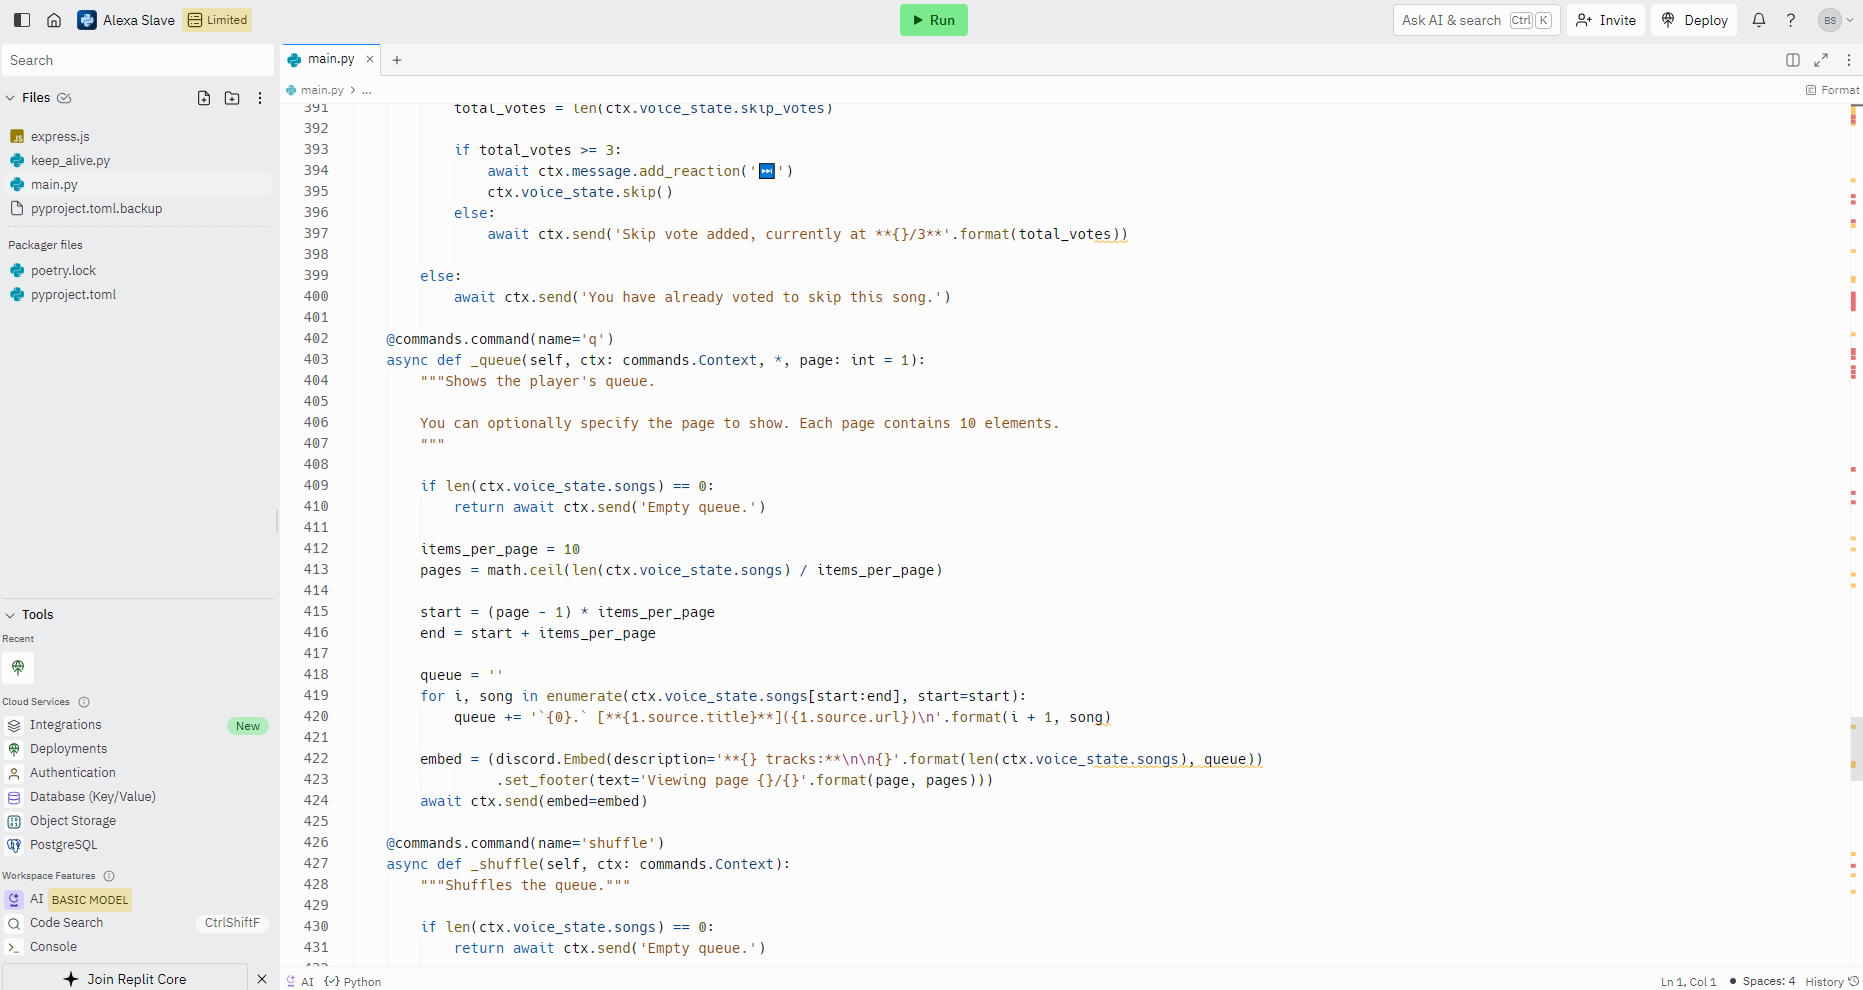 Alexa Slave Limited Run Ask AI & search Ctrl K Invite Deploy ? BS
Search
Files
express.js
keep_alive.py
main.py
pyproject.toml.backup
Packager files
poetry.lock
pyproject.toml
Tools
Recent
Cloud Services
Integrations New
Deployments
Authentication
Database (Key/Value)
Object Storage
PostgreSQL
Workspace Features
AI BASIC MODEL
Code Search CtrlShiftF
Console
Join Replit Core
main.py
main.py > ... Format
391 total_votes = len(ctx.voice_state.skip_votes)
392
393 if total_votes >= 3:
394 await ctx.message.add_reaction('⏭')
395 ctx.voice_state.skip()
396 else:
397 await ctx.send('Skip vote added, currently at **{}/3**'.format(total_votes))
398
399 else:
400 await ctx.send('You have already voted to skip this song.')
401
402 @commands.command(name='q')
403 async def _queue(self, ctx: commands.Context, *, page: int = 1):
404 """Shows the player's queue.
405
406 You can optionally specify the page to show. Each page contains 10 elements.
407 """
408
409 if len(ctx.voice_state.songs) == 0:
410 return await ctx.send('Empty queue.')
411
412 items_per_page = 10
413 pages = math.ceil(len(ctx.voice_state.songs) / items_per_page)
414
415 start = (page - 1) * items_per_page
416 end = start + items_per_page
417
418 queue = ''
419 for i, song in enumerate(ctx.voice_state.songs[start:end], start=start):
420 queue += '`{0}.` [**{1.source.title}**]({1.source.url})\n'.format(i + 1, song)
421
422 embed = (discord.Embed(description='**{} tracks:**\n\n{}'.format(len(ctx.voice_state.songs), queue))
423 .set_footer(text='Viewing page {}/{}'.format(page, pages)))
424 await ctx.send(embed=embed)
425
426 @commands.command(name='shuffle')
427 async def _shuffle(self, ctx: commands.Context):
428 """Shuffles the queue."""
429
430 if len(ctx.voice_state.songs) == 0:
431 return await ctx.send('Empty queue.')
AI Python Ln 1, Col 1 Spaces: 4 History